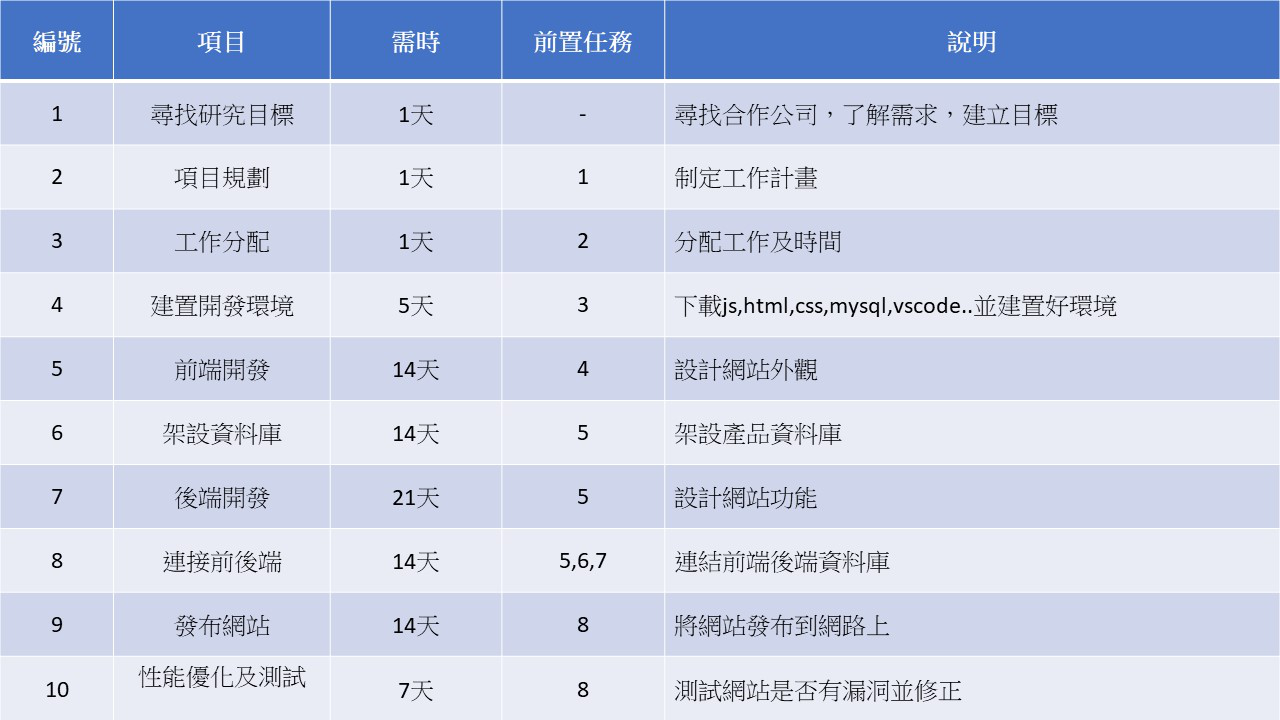 編號 項目 需時 前置任務 說明
1 尋找研究目標 1天 - 尋找合作公司，了解需求，建立目標
2 項目規劃 1天 1 制定工作計畫
3 工作分配 1天 2 分配工作及時間
4 建置開發環境 5天 3 下載js,html,css,mysql,vscode..並建置好環境
5 前端開發 14天 4 設計網站外觀
6 架設資料庫 14天 5 架設產品資料庫
7 後端開發 21天 5 設計網站功能
8 連接前後端 14天 5,6,7 連結前端後端資料庫
9 發布網站 14天 8 將網站發布到網路上
10 性能優化及測試 7天 8 測試網站是否有漏洞並修正